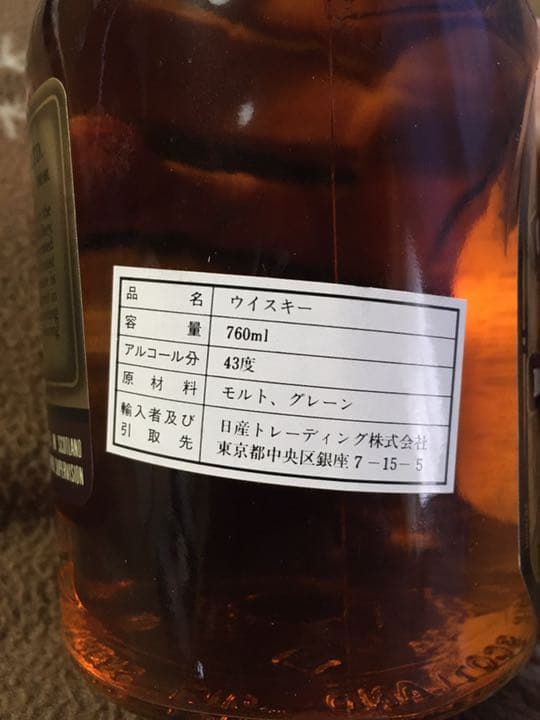 品名 ウイスキー
容量 760ml
アルコール分 43度
原材料 モルト、グレーン
輸入者及び引取先 日産トレーディング株式会社
東京都中央区銀座7-15-5
SCOTLAND
SUPERVISION